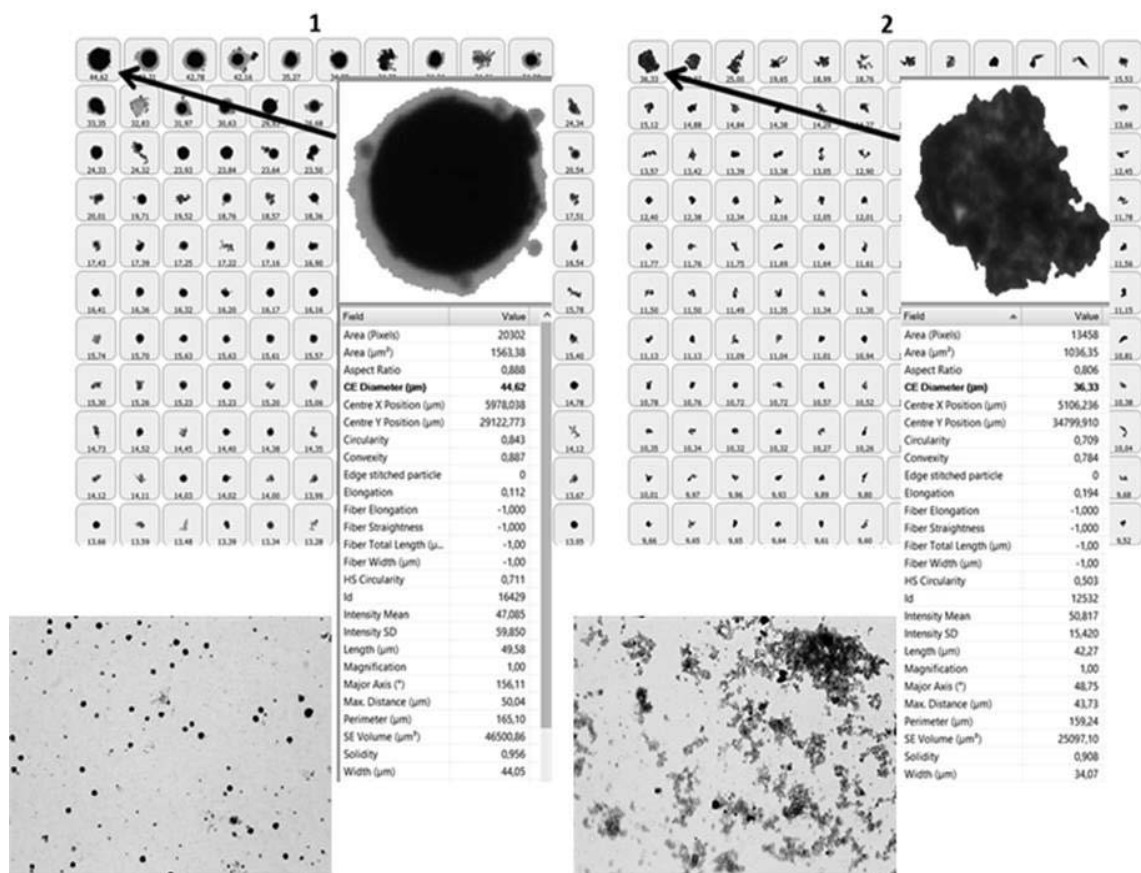 1
44,62 42,78 42,16 35,27
33,35 32,83 31,97 30,63
24,34
24,33 24,32 23,93 23,84 23,64 23,50
20,54
20,01 19,71 19,52 18,76 18,57 18,36
17,51
17,43 17,39 17,25 17,22 17,16 16,90
16,54
16,41 16,36 16,32 16,20 16,17 16,16
15,78
15,74 15,70 15,63 15,63 15,61 15,57
15,40
15,30 15,26 15,23 15,23 15,20 15,06
14,78
14,73 14,52 14,45 14,40 14,38 14,35
14,12
14,12 14,11 14,03 14,02 14,00 13,99
13,67
13,66 13,59 13,48 13,39 13,34 13,28
13,05
Field Value
Area (Pixels) 20302
Area (µm²) 1563,38
Aspect Ratio 0,888
CE Diameter (µm) 44,62
Centre X Position (µm) 5978,038
Centre Y Position (µm) 29122,773
Circularity 0,843
Convexity 0,887
Edge stitched particle 0
Elongation 0,112
Fiber Elongation -1,000
Fiber Straightness -1,000
Fiber Total Length (µ... -1,00
Fiber Width (µm) -1,00
HS Circularity 0,711
Id 16429
Intensity Mean 47,085
Intensity SD 59,850
Length (µm) 49,58
Magnification 1,00
Major Axis (°) 156,11
Max. Distance (µm) 50,04
Perimeter (µm) 165,10
SE Volume (µm³) 46500,86
Solidity 0,956
Width (µm) 44,05
2
36,33 25,00 19,65 18,99 18,76
15,53
15,12 14,88 14,84 14,38
13,66
13,57 13,42 13,39 13,38 13,05 12,90
12,45
12,40 12,38 12,34 12,16 12,05 12,01
11,78
11,77 11,76 11,75 11,69 11,64 11,61
11,56
11,50 11,50 11,49 11,35 11,34 11,30
11,15
11,13 11,13 11,09 11,04 11,01 10,94
10,81
10,78 10,76 10,72 10,72 10,57 10,52
10,38
10,35 10,34 10,32 10,32 10,29 10,26
10,04
10,01 9,97 9,96 9,93 9,89 9,80
9,68
9,66 9,65 9,65 9,64 9,61 9,60
9,52
Field Value
Area (Pixels) 13458
Area (µm²) 1036,35
Aspect Ratio 0,806
CE Diameter (µm) 36,33
Centre X Position (µm) 5106,236
Centre Y Position (µm) 34799,910
Circularity 0,709
Convexity 0,784
Edge stitched particle 0
Elongation 0,194
Fiber Elongation -1,000
Fiber Straightness -1,000
Fiber Total Length (µm) -1,00
Fiber Width (µm) -1,00
HS Circularity 0,503
Id 12532
Intensity Mean 50,817
Intensity SD 15,420
Length (µm) 42,27
Magnification 1,00
Major Axis (°) 48,75
Max. Distance (µm) 43,73
Perimeter (µm) 159,24
SE Volume (µm³) 25097,10
Solidity 0,908
Width (µm) 34,07